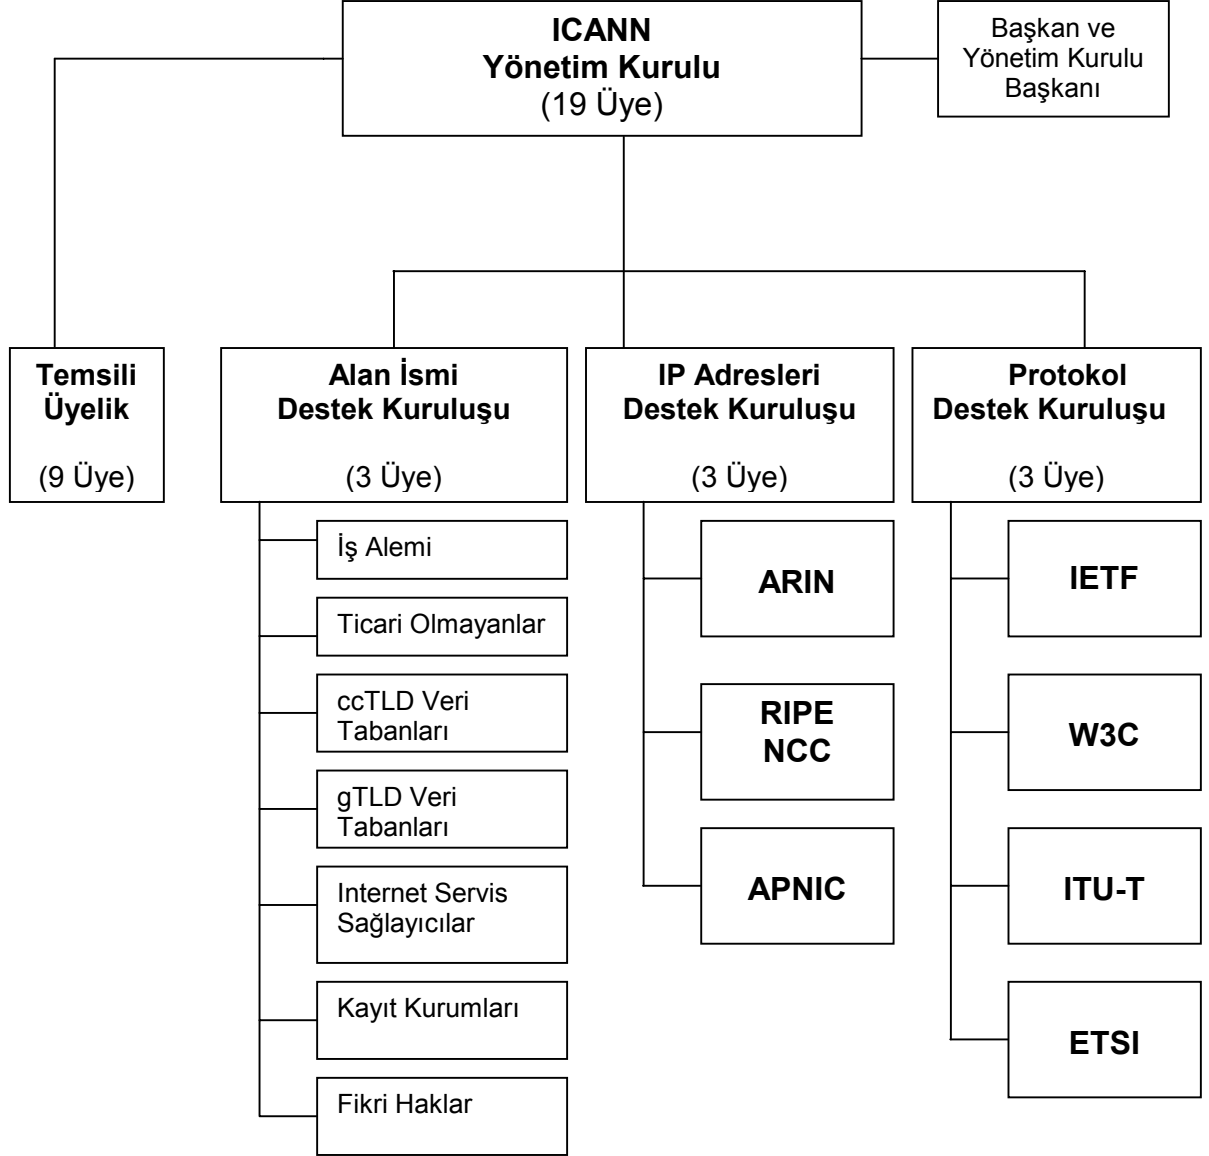 ICANN
Yönetim Kurulu
(19 Üye)
Başkan ve
Yönetim Kurulu
Başkanı
Temsili
Üyelik
(9 Üye)
Alan İsmi
Destek Kuruluşu
(3 Üye)
IP Adresleri
Destek Kuruluşu
(3 Üye)
Protokol
Destek Kuruluşu
(3 Üye)
İş Alemi
Ticari Olmayanlar
ccTLD Veri
Tabanları
gTLD Veri
Tabanları
Internet Servis
Sağlayıcılar
Kayıt Kurumları
Fikri Haklar
ARIN
RIPE
NCC
APNIC
IETF
W3C
ITU-T
ETSI